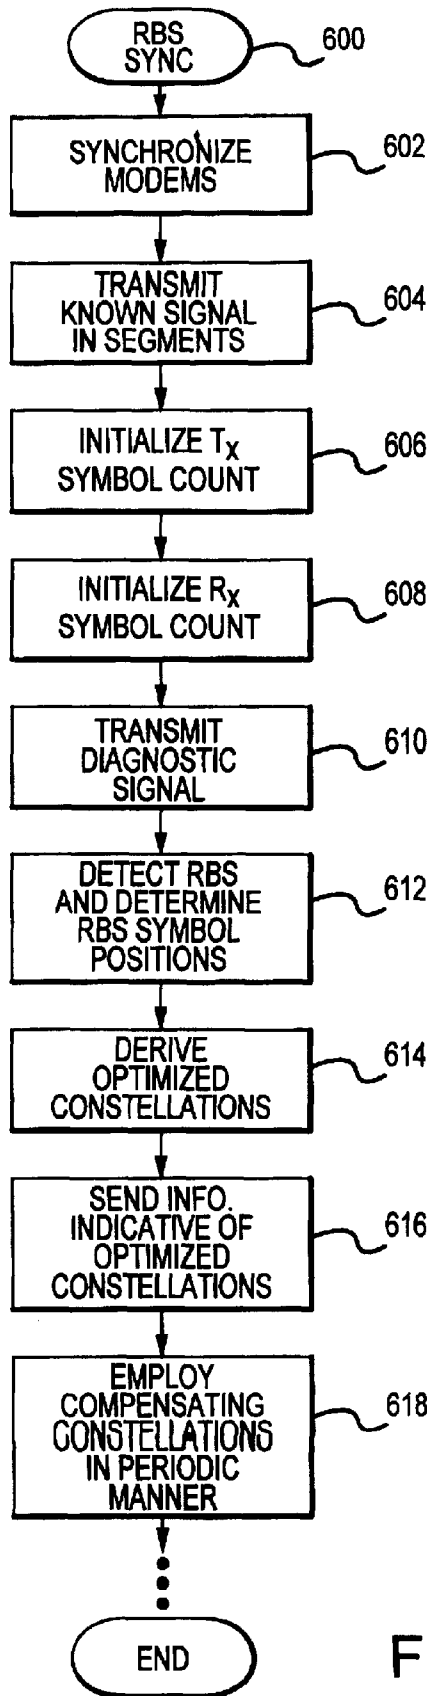 RBS
SYNC
600
SYNCHRONIZE
MODEMS
602
TRANSMIT
KNOWN SIGNAL
IN SEGMENTS
604
INITIALIZE TX
SYMBOL COUNT
606
INITIALIZE RX
SYMBOL COUNT
608
TRANSMIT
DIAGNOSTIC
SIGNAL
610
DETECT RBS
AND DETERMINE
RBS SYMBOL
POSITIONS
612
DERIVE
OPTIMIZED
CONSTELLATIONS
614
SEND INFO.
INDICATIVE OF
OPTIMIZED
CONSTELLATIONS
616
EMPLOY
COMPENSATING
CONSTELLATIONS
IN PERIODIC
MANNER
618
END
F